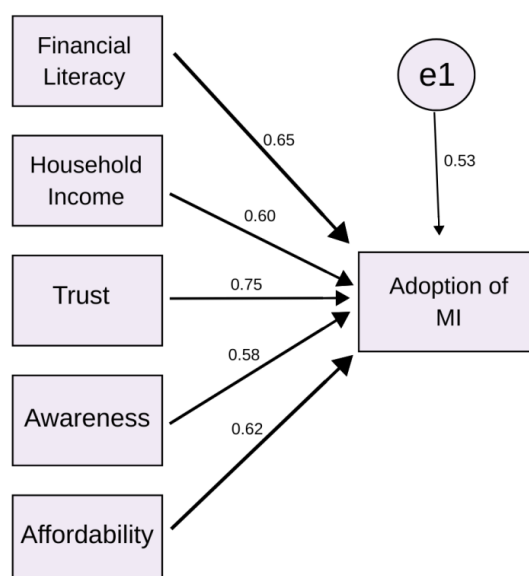 Financial
Literacy
e1
0.65
0.53
Household
Income
0.60
Trust
0.75
Adoption of
MI
0.58
Awareness
0.62
Affordability